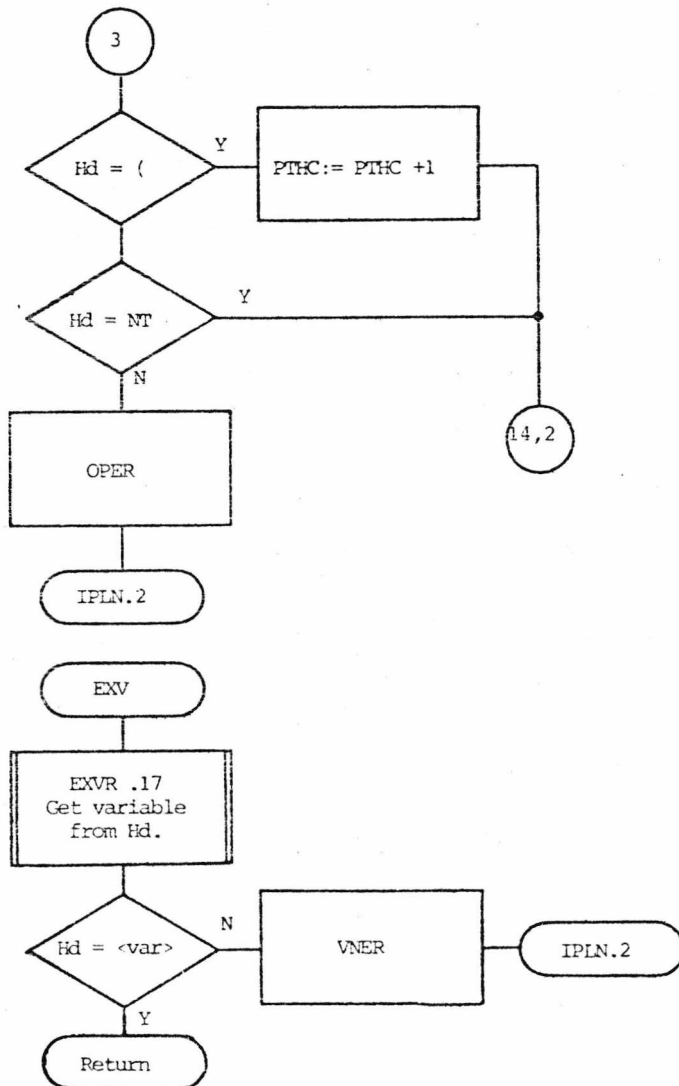 3
Hd = (
Y
PTHC:= PTHC +1
Hd = NT
Y
N
14,2
OPER
IPLN.2
EXV
EXVR .17
Get variable
from Hd.
Hd = <var>
N
VNER
IPLN.2
Y
Return